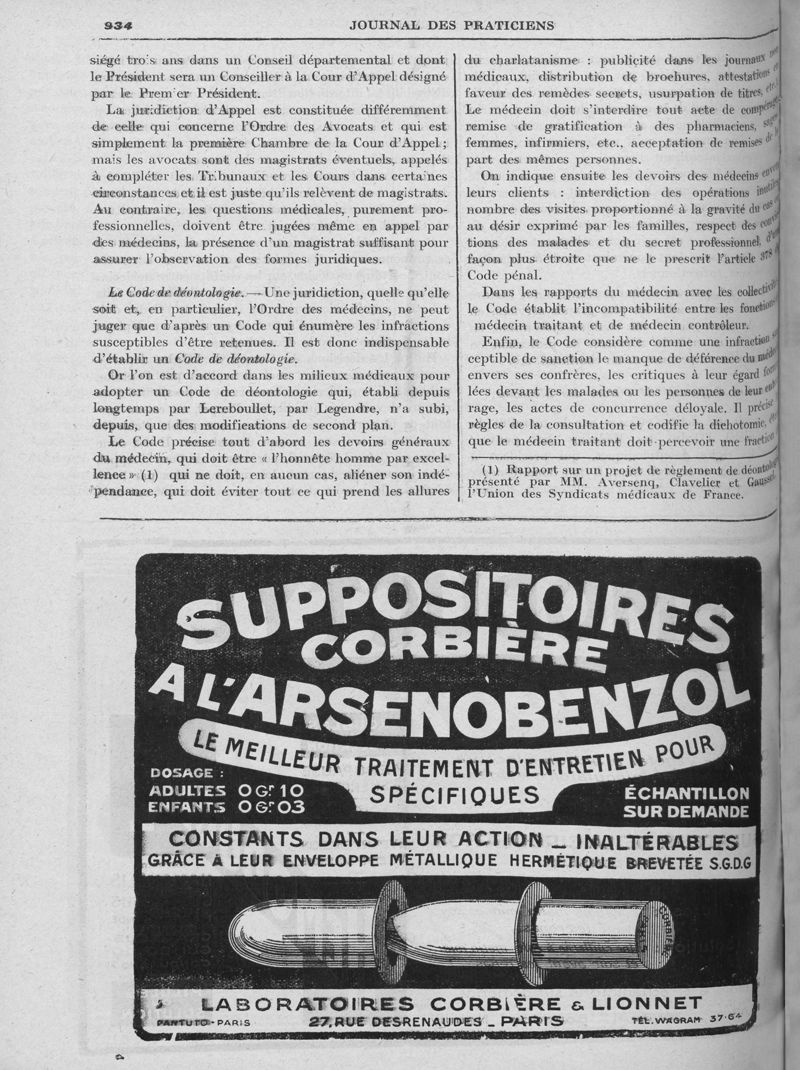 934
JOURNAL DES PRATICIENS
siégé trois ans dans un Conseil départemental et dont
le Président sera un Conseiller à la Cour d'Appel désigné
par le Prem er Président.
La juridiction d'Appel est constituée différemment
de celle qui concerne l'Ordre des Avocats et qui est
simplement la première Chambre de la Cour d'Appel;
mais les avocats sont des magistrats éventuels, appelés
à compléter les Tribunaux et les Cours dans certaines
circonstances et il est juste qu'ils relèvent de magistrats.
Au contraire, les questions médicales, purement pro-
fessionnelles, doivent être jugées même en appel par
des médecins, la présence d'un magistrat suffisant pour
assurer l'observation des formes juridiques.
Le Code de déontologie. — Une juridiction, quelle qu'elle
soit et, en particulier, l'Ordre des médecins, ne peut
juger que d'après un Code qui énumère les infractions
susceptibles d'être retenues. Il est donc indispensable
d'établir un Code de déontologie.
Or l'on est d'accord dans les milieux médicaux pour
adopter un Code de déontologie qui, établi depuis
longtemps par Lereboullet, par Legendre, n'a subi,
depuis, que des modifications de second plan.
Le Code précise tout d'abord les devoirs généraux
du médecin, qui doit être « l'honnête homme par excel-
lence » (1) qui ne doit, en aucun cas, aliéner son indé-
pendance, qui doit éviter tout ce qui prend les allures
du charlatanisme : publicité dans les journaux
médicaux, distribution de brochures, attestations
faveur des remèdes secrets, usurpation de titres, etc.
Le médecin doit s'interdire tout acte de compérage
remise de gratification à des pharmaciens, sages
femmes, infirmiers, etc., acceptation de remises de
part des mêmes personnes.
On indique ensuite les devoirs des médecins envers
leurs clients : interdiction des opérations inutiles
nombre des visites proportionné à la gravité du cas
au désir exprimé par les familles, respect des
tions des malades et du secret professionnel, d'une
façon plus étroite que ne le prescrit l'article 378
Code pénal.
Dans les rapports du médecin avec les
le Code établit l'incompatibilité entre les
médecin traitant et de médecin contrôleur.
Enfin, le Code considère comme une infraction
ceptible de sanction le manque de déférence du
envers ses confrères, les critiques à leur égard
lées devant les malades ou les personnes de leur
rage, les actes de concurrence déloyale. Il précise
règles de la consultation et codifie la dichotomie,
que le médecin traitant doit percevoir une fraction
(1) Rapport sur un projet de règlement de
présenté par MM. Aversenq, Clavelier et
l'Union des Syndicats médicaux de France.
SUPPOSITOIRES
CORBIÈRE
A L'ARSENOBENZOL
LE MEILLEUR TRAITEMENT D'ENTRETIEN POUR
SPÉCIFIQUES
DOSAGE :
ADULTES 0 Gr 10
ENFANTS 0 Gr 03
ÉCHANTILLON
SUR DEMANDE
CONSTANTS DANS LEUR ACTION _ INALTÉRABLES
GRÂCE À LEUR ENVELOPPE MÉTALLIQUE HERMÉTIQUE BREVETÉE S.G.D.G
CORBIÈRE
LABORATOIRES CORBIÈRE & LIONNET
PANTUTO-PARIS
27, RUE DESRENAUDES _ PARIS
TÉL. WAGRAM 37-64